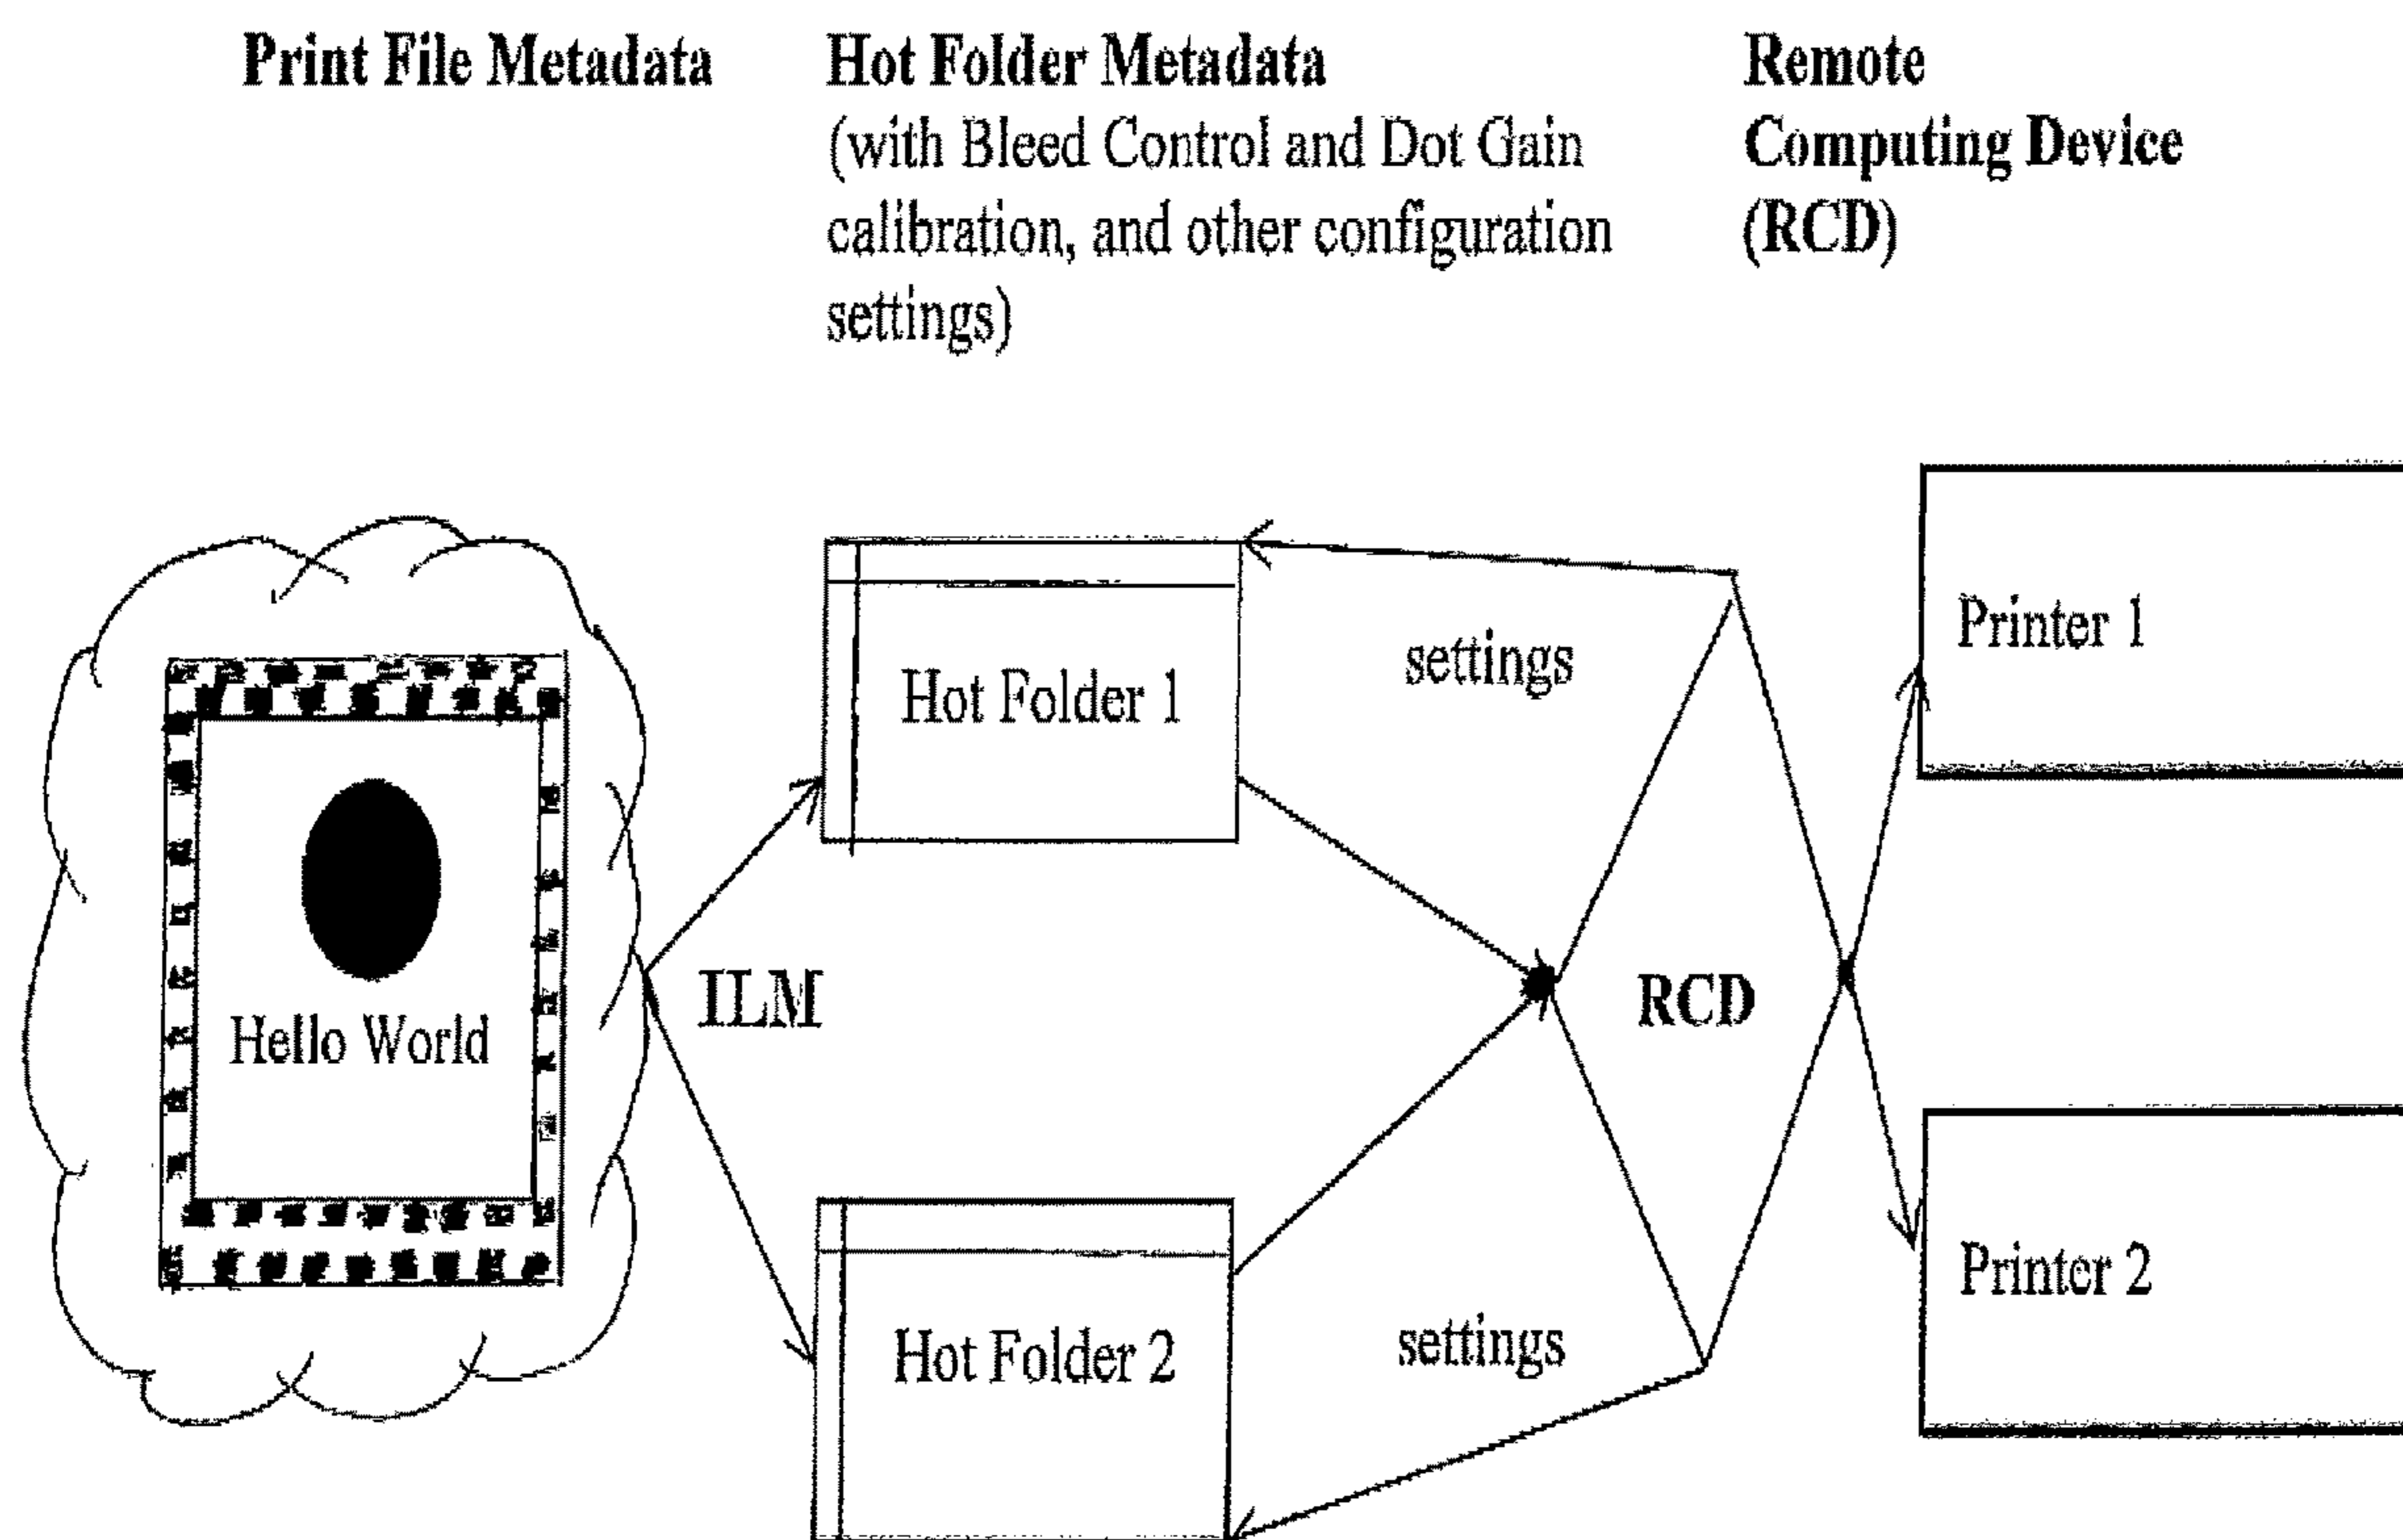 Print File Metadata
Hot Folder Metadata
(with Bleed Control and Dot Gain
calibration, and other configuration
settings)
Remote
Computing Device
(RCD)
Hello World
ILM
Hot Folder 1
settings
RCD
Printer 1
Hot Folder 2
settings
Printer 2